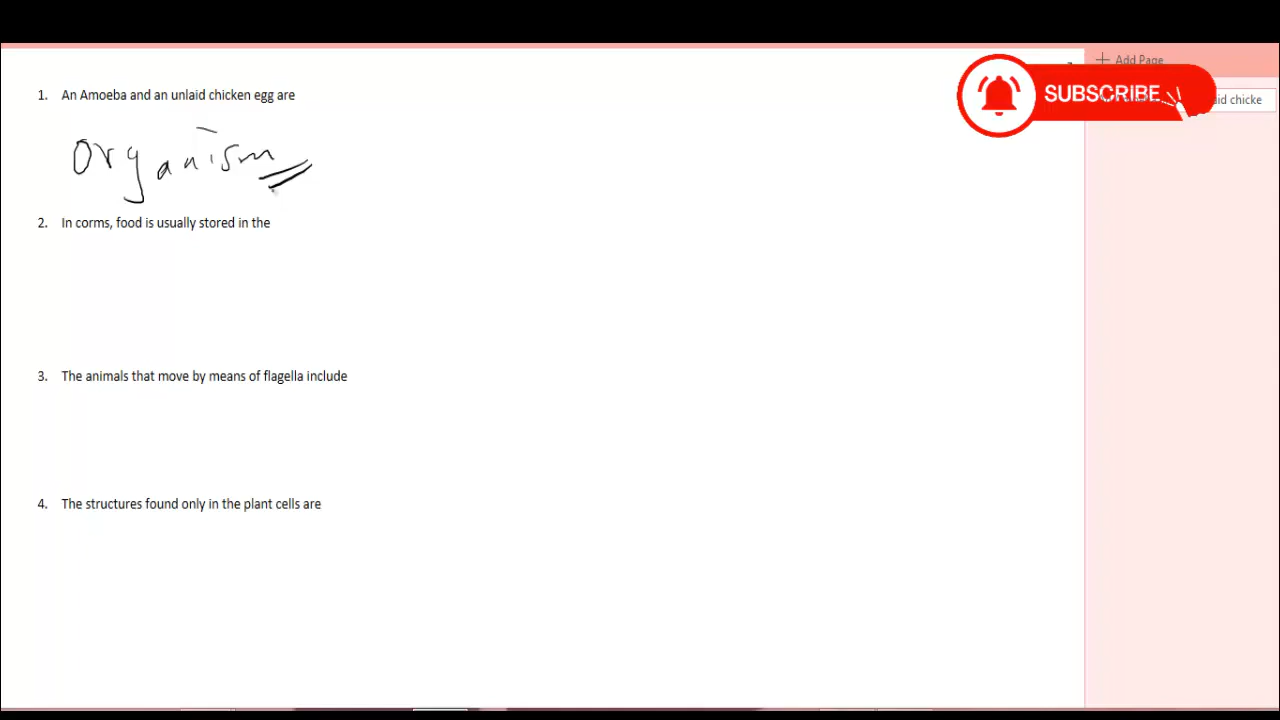 + Add Page
SUBSCRIBE
aid chicke
1. An Amoeba and an unlaid chicken egg are
Organism
2. In corms, food is usually stored in the
3. The animals that move by means of flagella include
4. The structures found only in the plant cells are